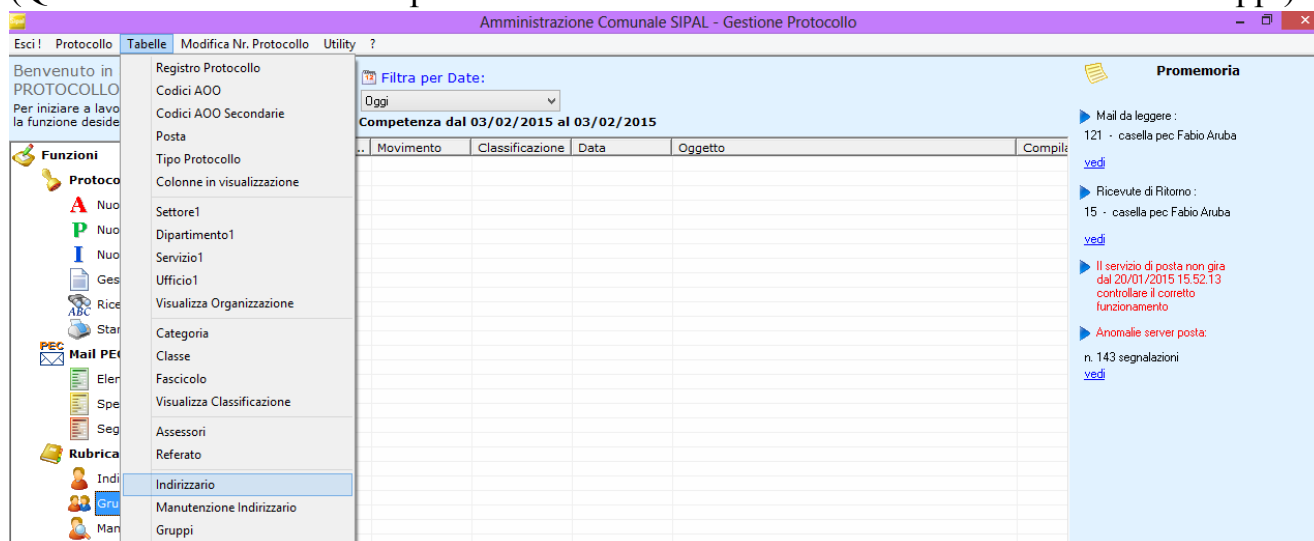 Amministrazione Comunale SIPAL - Gestione Protocollo
Esci! Protocollo Tabelle Modifica Nr. Protocollo Utility ?
Benvenuto in
PROTOCOLLO
Per iniziare a lavo
la funzione deside
Funzioni
Protoco
A Nuo
P Nuo
I Nuo
Ges
ABC Rice
Star
PEC Mail PE
Eler
Spe
Seg
Rubrica
Indi
Gru
Man
Registro Protocollo
Codici AOO
Codici AOO Secondarie
Posta
Tipo Protocollo
Colonne in visualizzazione
Settore1
Dipartimento1
Servizio1
Ufficio1
Visualizza Organizzazione
Categoria
Classe
Fascicolo
Visualizza Classificazione
Assessori
Referato
Indirizzario
Manutenzione Indirizzario
Gruppi
Filtra per Date:
Oggi
Competenza dal 03/02/2015 al 03/02/2015
.. Movimento Classificazione Data Oggetto Compila
Promemoria
Mail da leggere :
121 - casella pec Fabio Aruba
vedi
Ricevute di Ritorno :
15 - casella pec Fabio Aruba
vedi
Il servizio di posta non gira
dal 20/01/2015 15.52.13
controllare il corretto
funzionamento
Anomalie server posta:
n. 143 segnalazioni
vedi